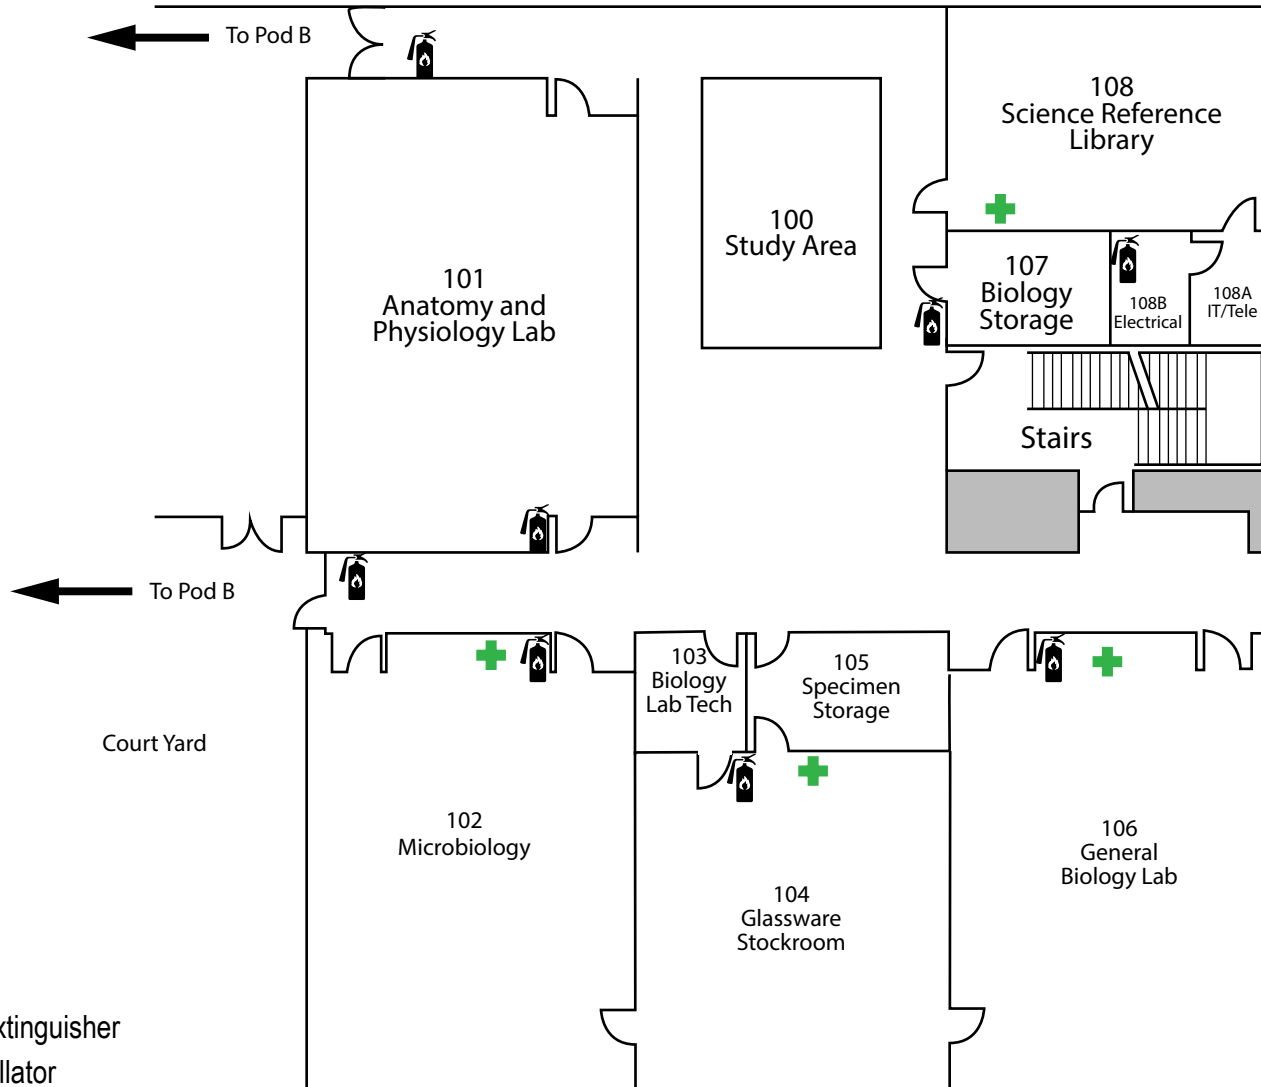 To Pod B
108
Science Reference
Library
100
Study Area
101
Anatomy and
Physiology Lab
107
Biology
Storage
108B
Electrical
108A
IT/Tele
Stairs
To Pod B
103
Biology
Lab Tech
105
Specimen
Storage
Court Yard
102
Microbiology
106
General
Biology Lab
104
Glassware
Stockroom
xtinguisher
llator